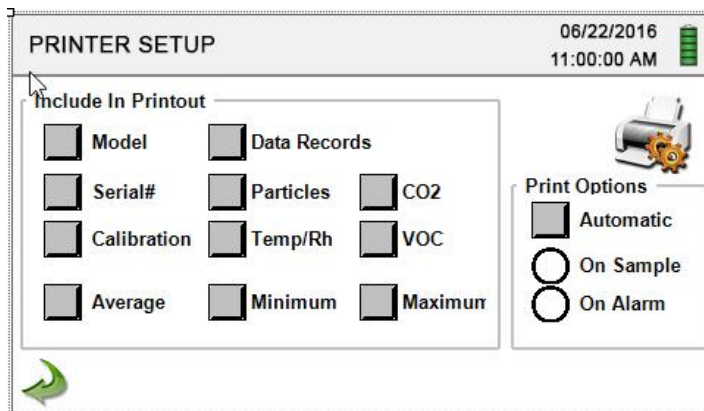 PRINTER SETUP
06/22/2016
11:00:00 AM
Include In Printout
Model
Data Records
Serial#
Particles
CO2
Calibration
Temp/Rh
VOC
Average
Minimum
Maximum
Print Options
Automatic
On Sample
On Alarm